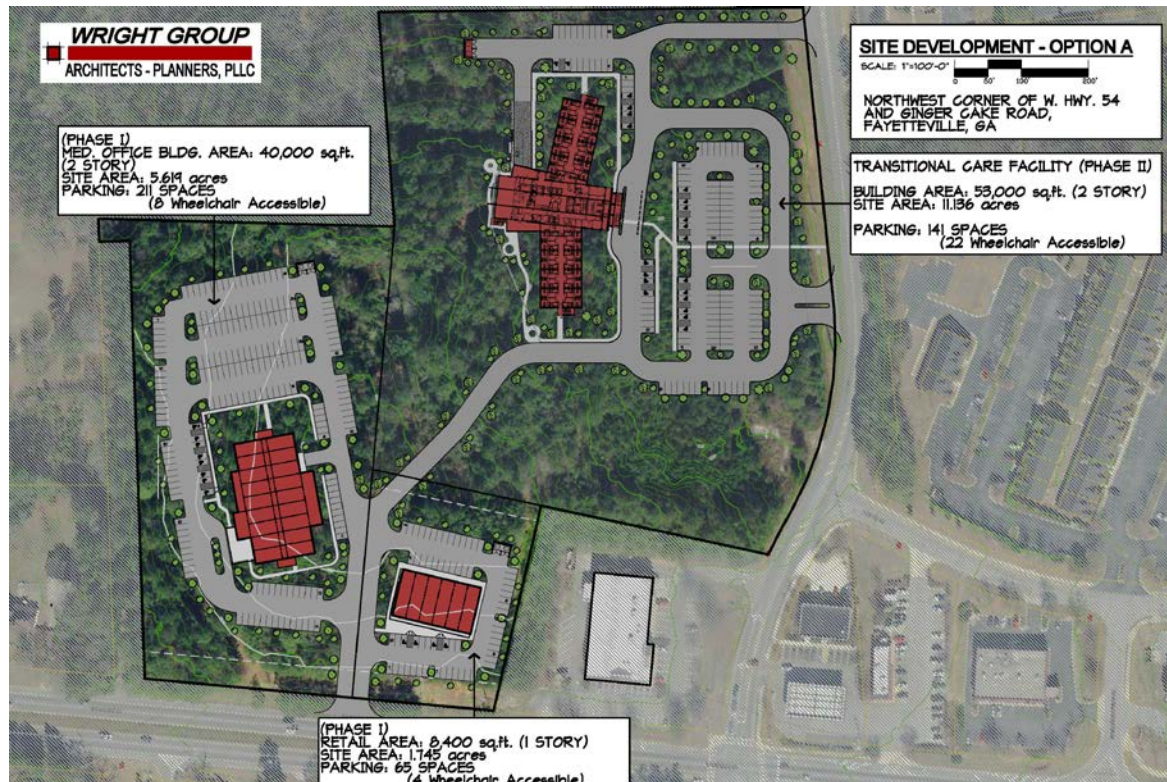 WRIGHT GROUP
ARCHITECTS - PLANNERS, PLLC
SITE DEVELOPMENT - OPTION A
SCALE: 1"=100'-0"
50' 100' 200'
NORTHWEST CORNER OF W. HWY. 54
AND GINGER CAKE ROAD,
FAYETTEVILLE, GA
(PHASE I)
MED. OFFICE BLDG. AREA: 40,000 sq.ft.
(2 STORY)
SITE AREA: 5.619 acres
PARKING: 211 SPACES
(8 Wheelchair Accessible)
TRANSITIONAL CARE FACILITY (PHASE II)
BUILDING AREA: 53,000 sq.ft. (2 STORY)
SITE AREA: 11.136 acres
PARKING: 141 SPACES
(22 Wheelchair Accessible)
(PHASE I)
RETAIL AREA: 8,400 sq.ft. (1 STORY)
SITE AREA: 1.745 acres
PARKING: 65 SPACES
(4 Wheelchair Accessible)